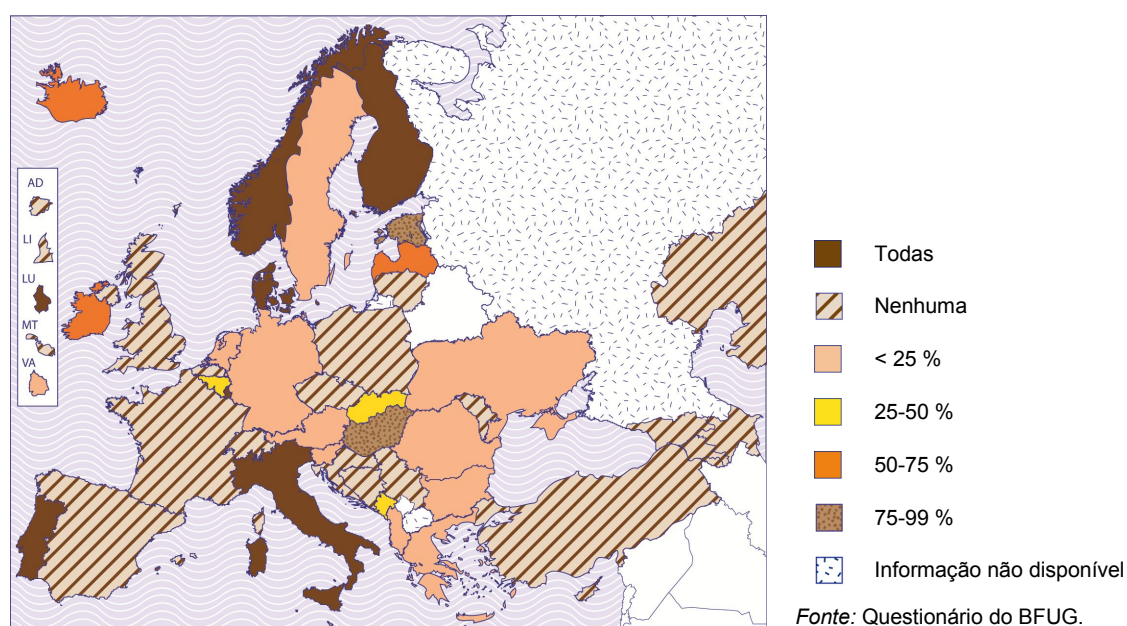 AD
LI
LU
MT
VA
Todas
Nenhuma
< 25 %
25-50 %
50-75 %
75-99 %
Informação não disponível
Fonte: Questionário do BFUG.